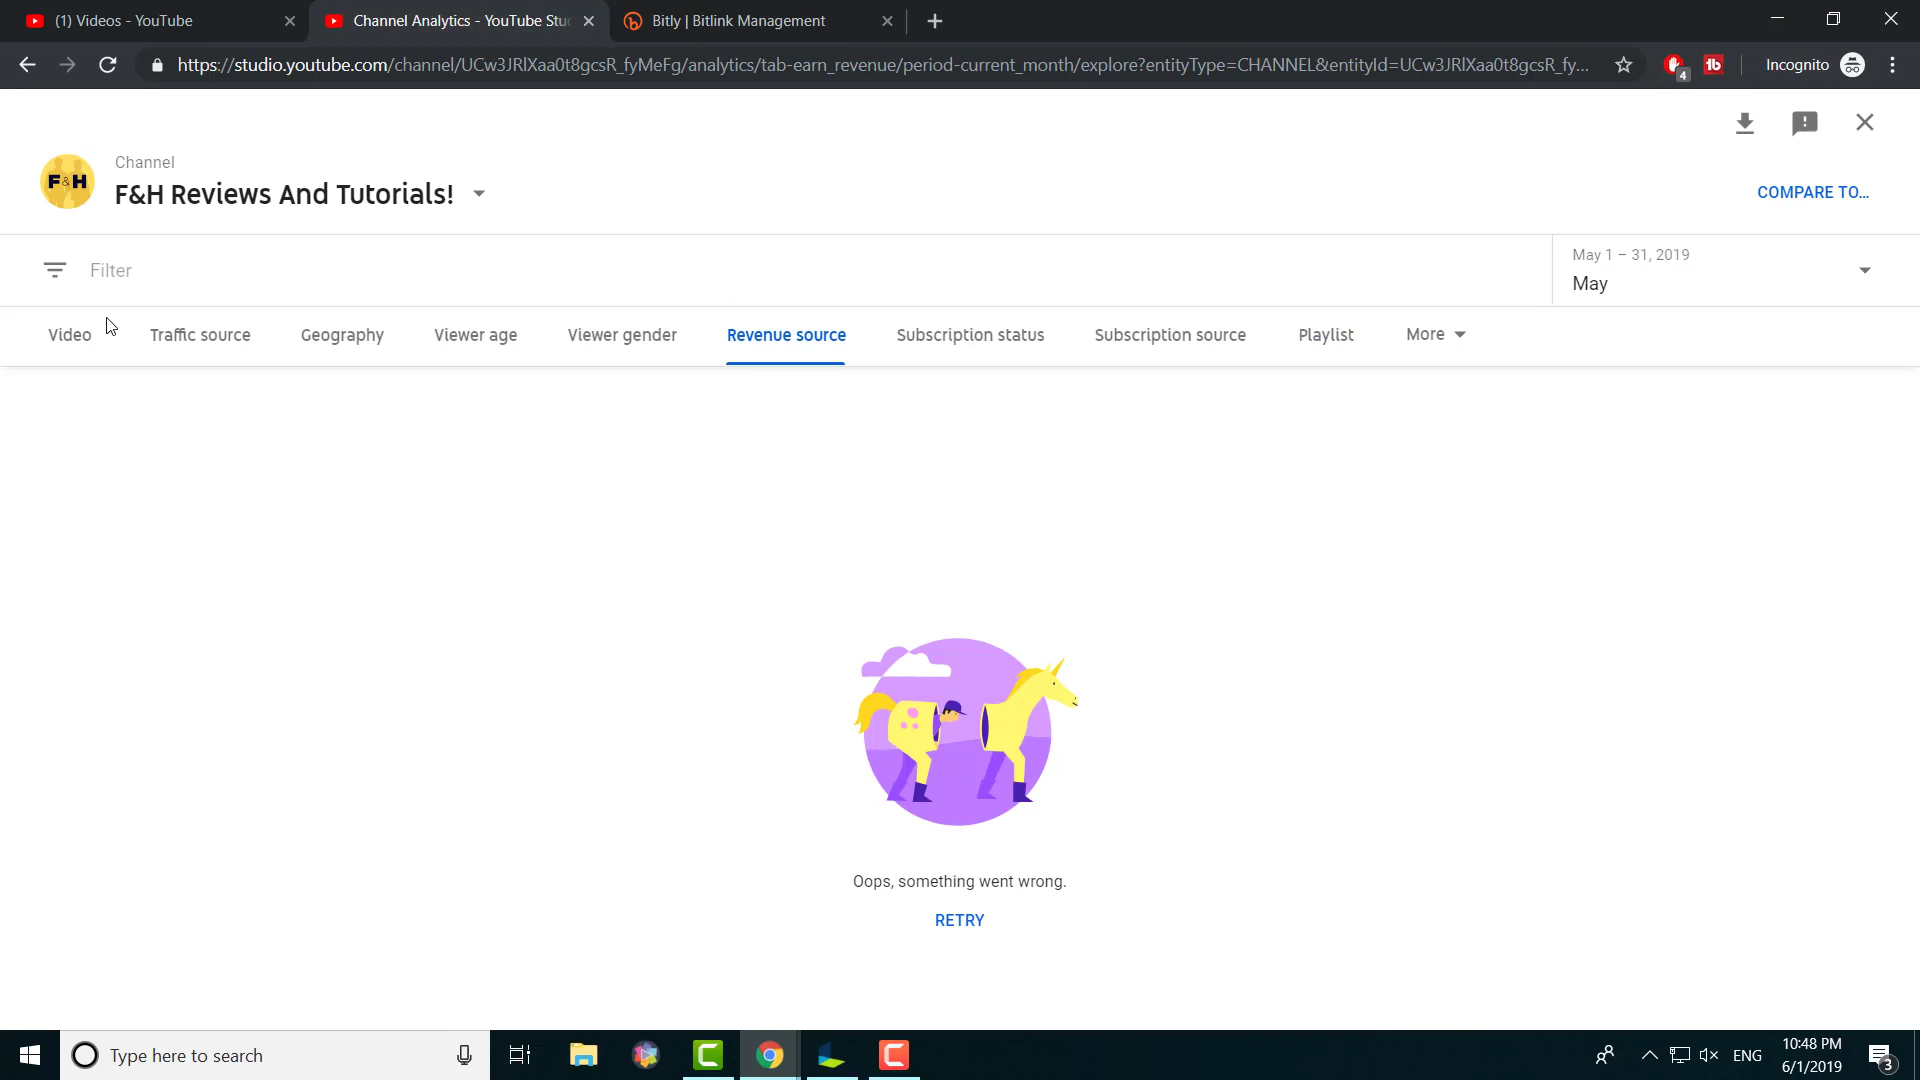 (1) Videos - YouTube
Channel Analytics - YouTube Stu
Bitly | Bitlink Management
https://studio.youtube.com/channel/UCw3JRlXaa0t8gcsR_fyMeFg/analytics/tab-earn_revenue/period-current_month/explore?entityType=CHANNEL&entityId=UCw3JRlXaa0t8gcsR_fy...
4
Incognito
Channel
F&H
F&H Reviews And Tutorials!
COMPARE TO...
Filter
May 1 – 31, 2019
May
Video
Traffic source
Geography
Viewer age
Viewer gender
Revenue source
Subscription status
Subscription source
Playlist
More
Oops, something went wrong.
RETRY
Type here to search
ENG
10:48 PM
6/1/2019
3